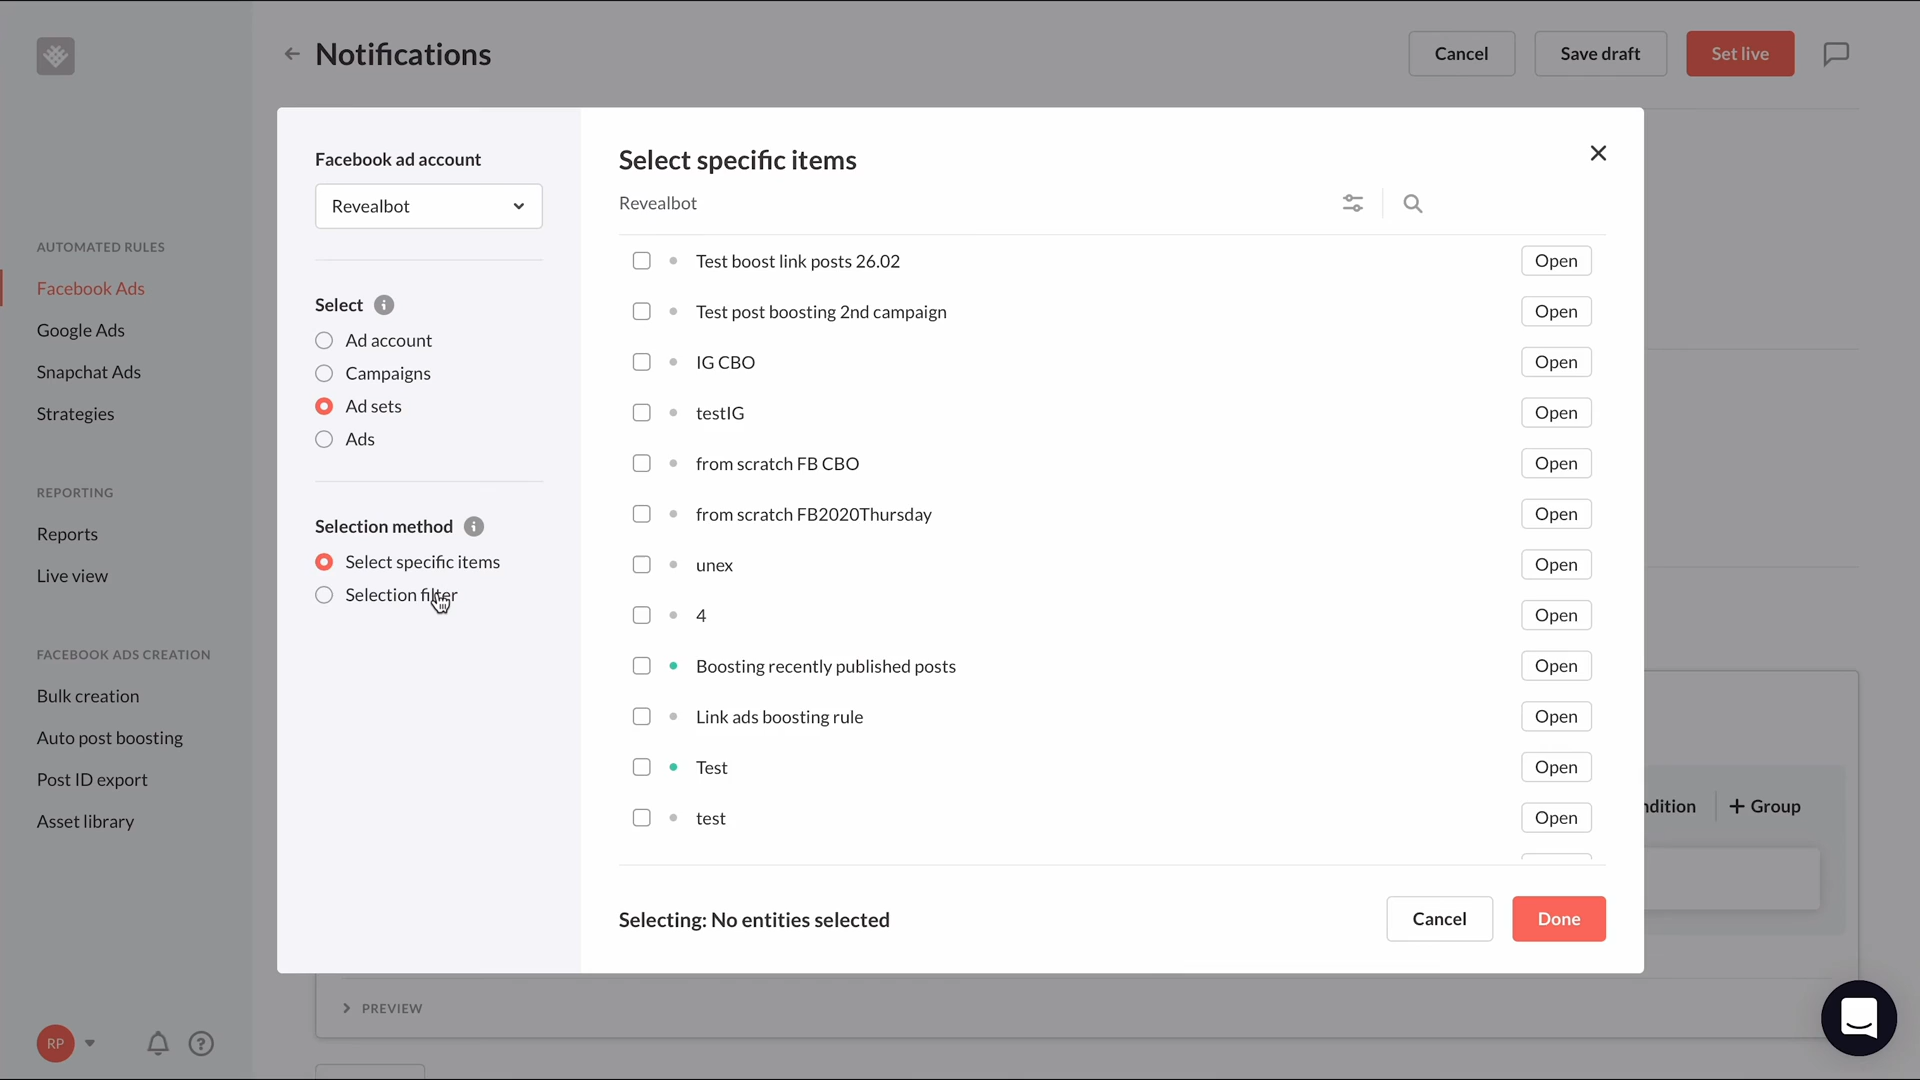 Notifications
Cancel
Save draft
Set live
AUTOMATED RULES
Facebook Ads
Google Ads
Snapchat Ads
Strategies
REPORTING
Reports
Live view
FACEBOOK ADS CREATION
Bulk creation
Auto post boosting
Post ID export
Asset library
RP
Facebook ad account
Revealbot
Select
Ad account
Campaigns
Ad sets
Ads
Selection method
Select specific items
Selection filter
Select specific items
Revealbot
Test boost link posts 26.02 Open
Test post boosting 2nd campaign Open
IG CBO Open
testIG Open
from scratch FB CBO Open
from scratch FB2020Thursday Open
unex Open
4 Open
Boosting recently published posts Open
Link ads boosting rule Open
Test Open
test Open
Selecting: No entities selected
Cancel
Done
ndition
+ Group
PREVIEW